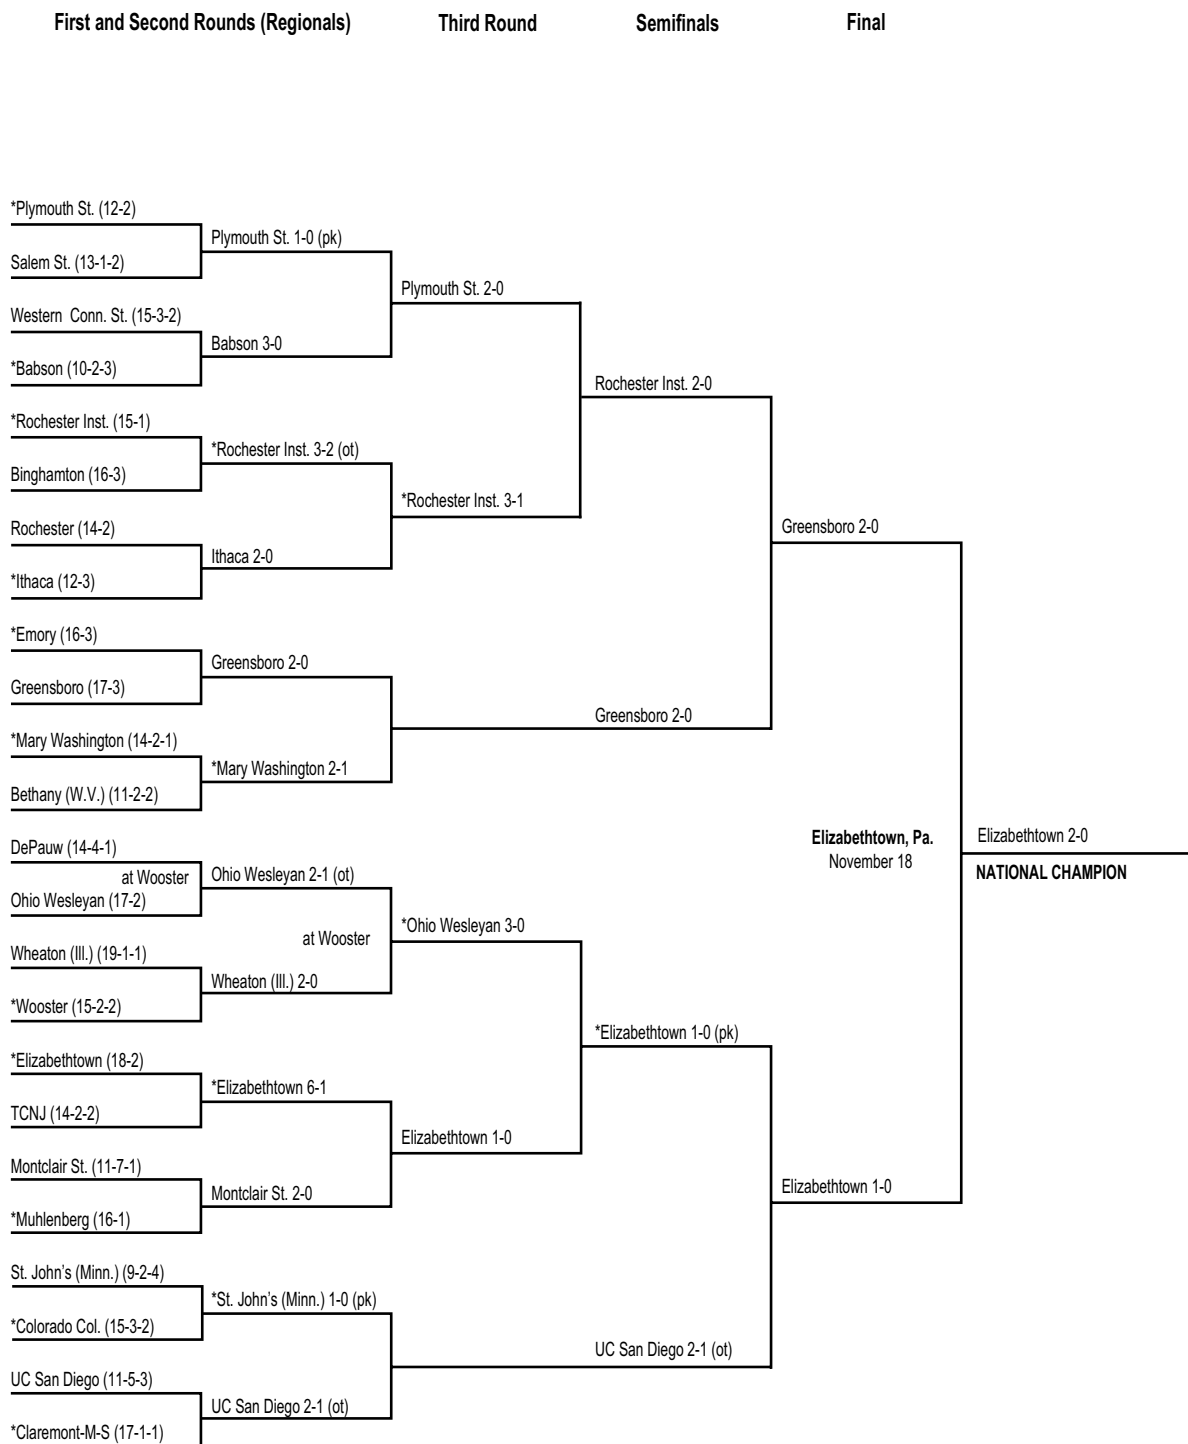 First and Second Rounds (Regionals)
Third Round
Semifinals
Final
*Plymouth St. (12-2)
Salem St. (13-1-2)
Western  Conn. St. (15-3-2)
*Babson (10-2-3)
*Rochester Inst. (15-1)
Binghamton (16-3)
Rochester (14-2)
*Ithaca (12-3)
*Emory (16-3)
Greensboro (17-3)
*Mary Washington (14-2-1)
Bethany (W.V.) (11-2-2)
DePauw (14-4-1)
at Wooster
Ohio Wesleyan (17-2)
Wheaton (Ill.) (19-1-1)
*Wooster (15-2-2)
*Elizabethtown (18-2)
TCNJ (14-2-2)
Montclair St. (11-7-1)
*Muhlenberg (16-1)
St. John's (Minn.) (9-2-4)
*Colorado Col. (15-3-2)
UC San Diego (11-5-3)
*Claremont-M-S (17-1-1)
Plymouth St. 1-0 (pk)
Babson 3-0
*Rochester Inst. 3-2 (ot)
Ithaca 2-0
Greensboro 2-0
*Mary Washington 2-1
Ohio Wesleyan 2-1 (ot)
at Wooster
Wheaton (Ill.) 2-0
*Elizabethtown 6-1
Montclair St. 2-0
*St. John's (Minn.) 1-0 (pk)
UC San Diego 2-1 (ot)
Plymouth St. 2-0
*Rochester Inst. 3-1
*Ohio Wesleyan 3-0
Elizabethtown 1-0
Rochester Inst. 2-0
Greensboro 2-0
*Elizabethtown 1-0 (pk)
UC San Diego 2-1 (ot)
Greensboro 2-0
Elizabethtown 1-0
Elizabethtown, Pa.
November 18
Elizabethtown 2-0
NATIONAL CHAMPION